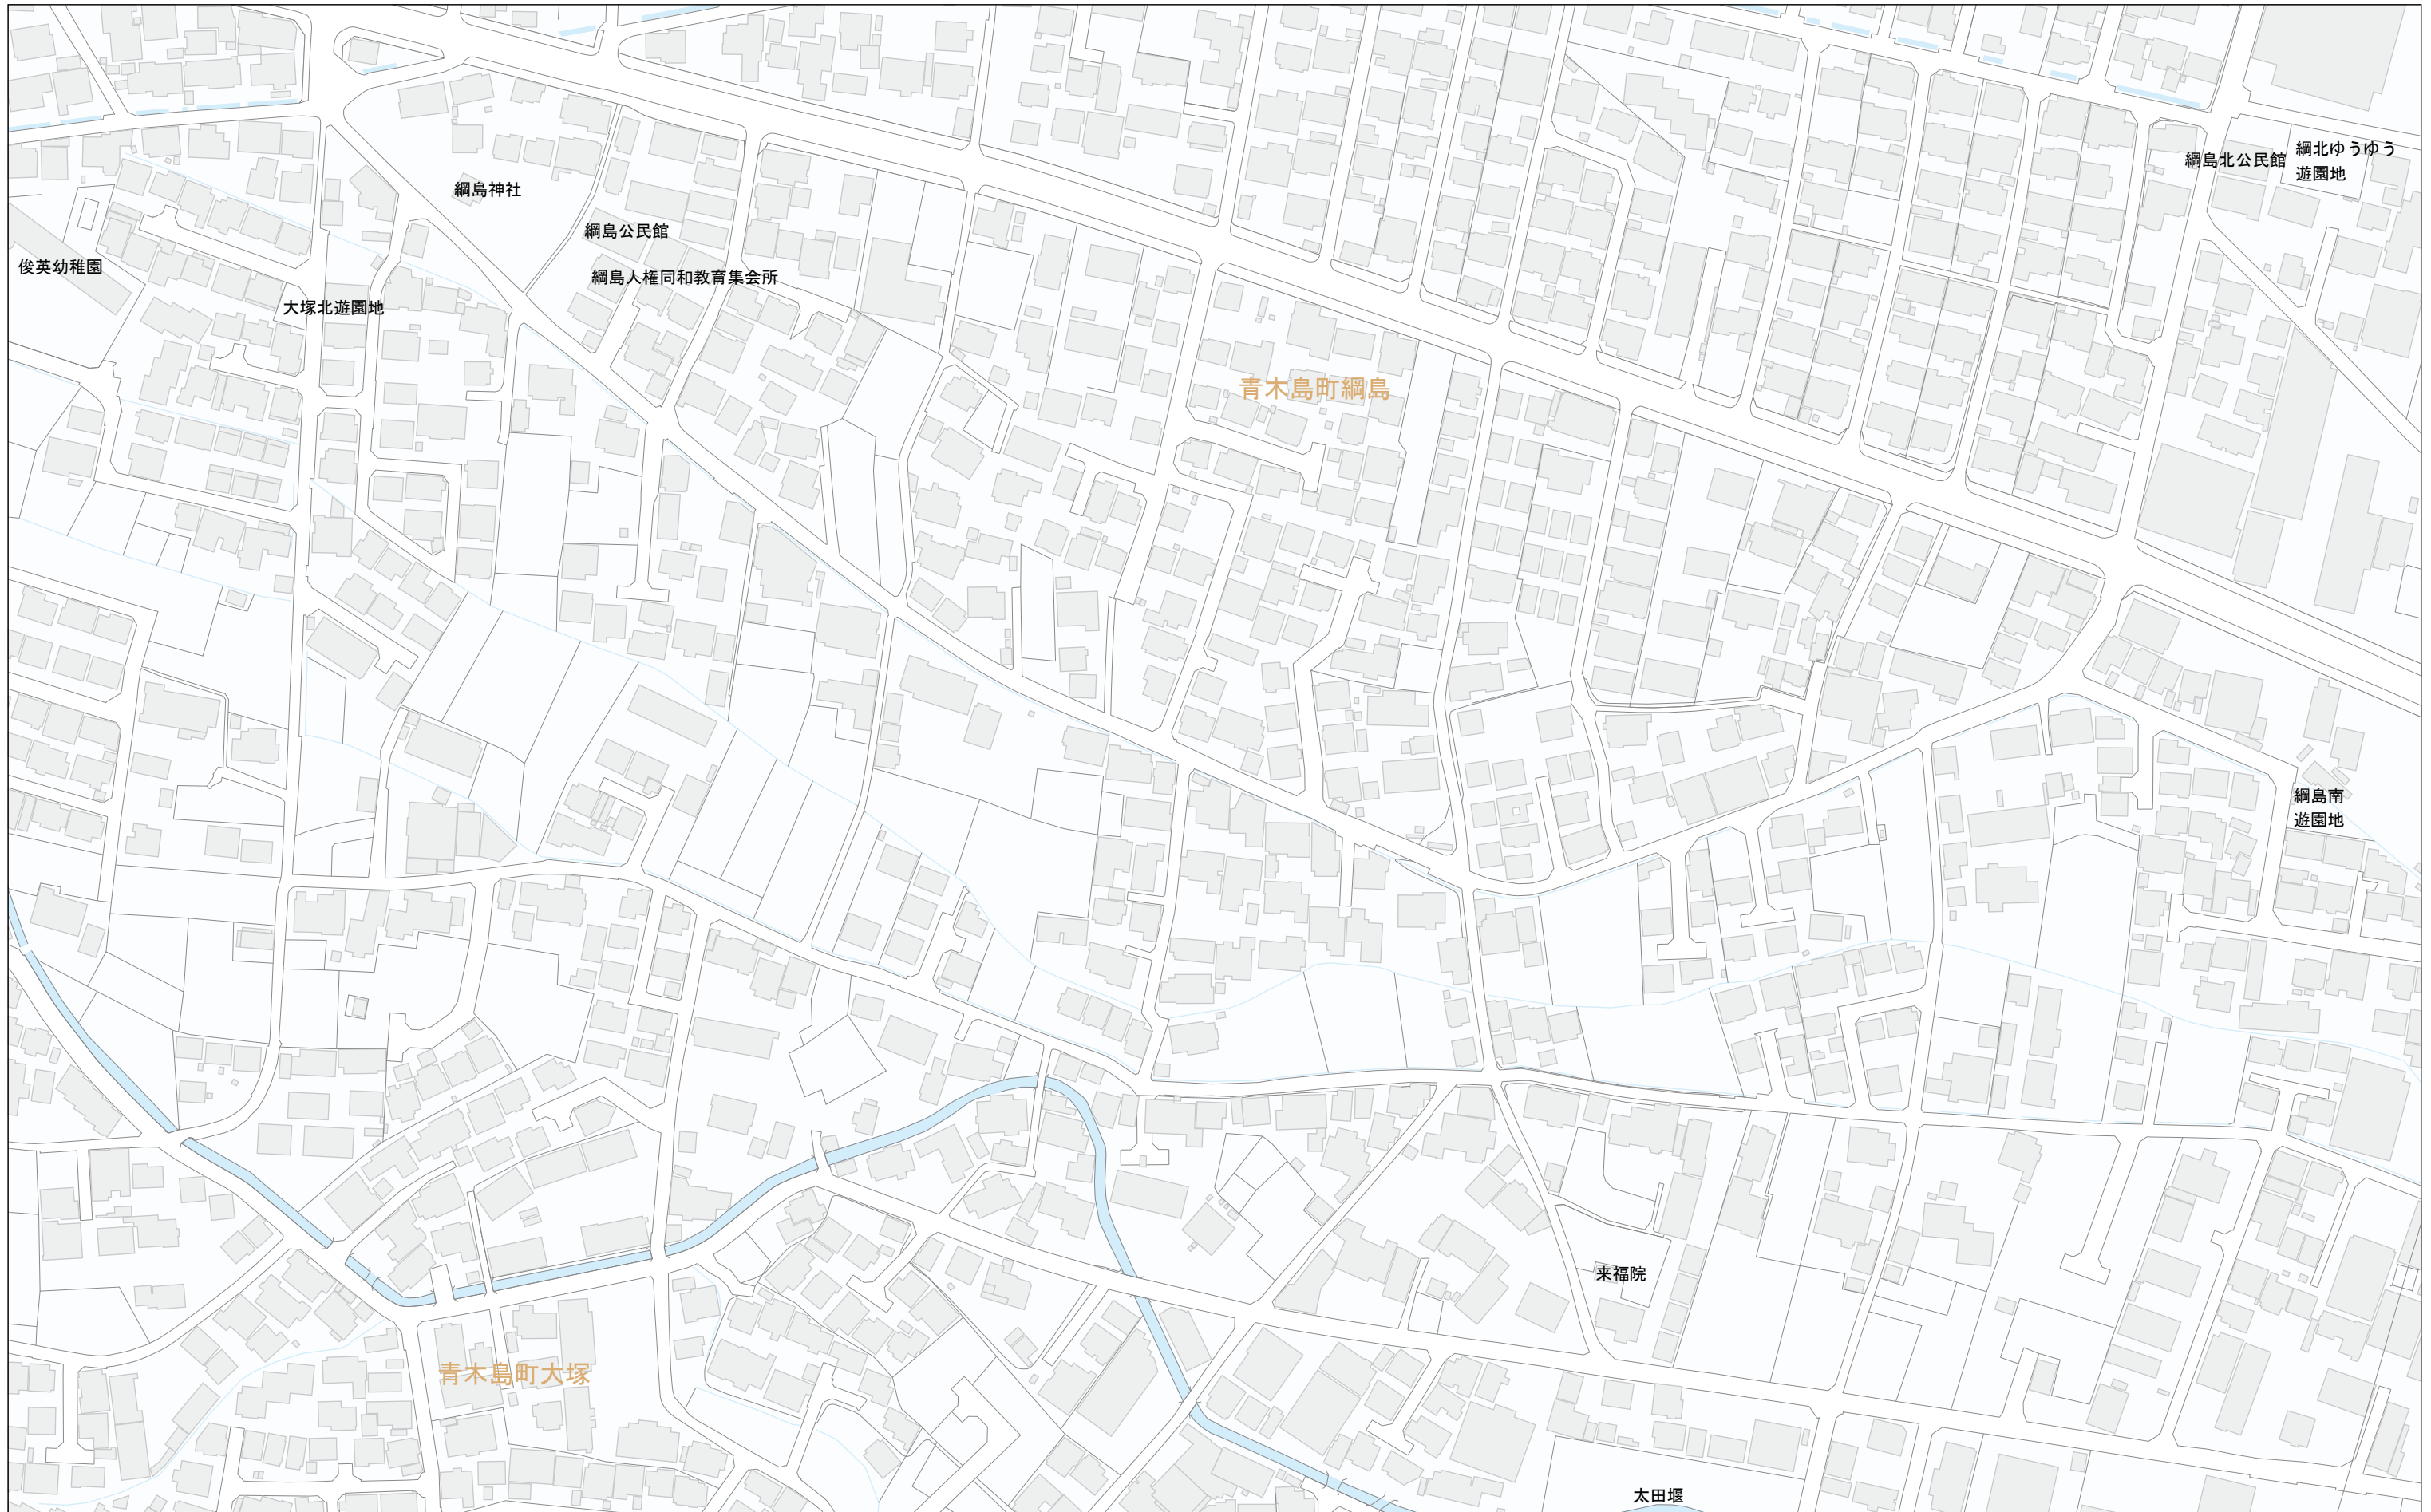 綱島北公民館
綱北ゆうゆう
遊園地
綱島神社
綱島公民館
俊英幼稚園
綱島人権同和教育集会所
大塚北遊園地
青木島町綱島
綱島南
遊園地
来福院
青木島町大塚
太田堰